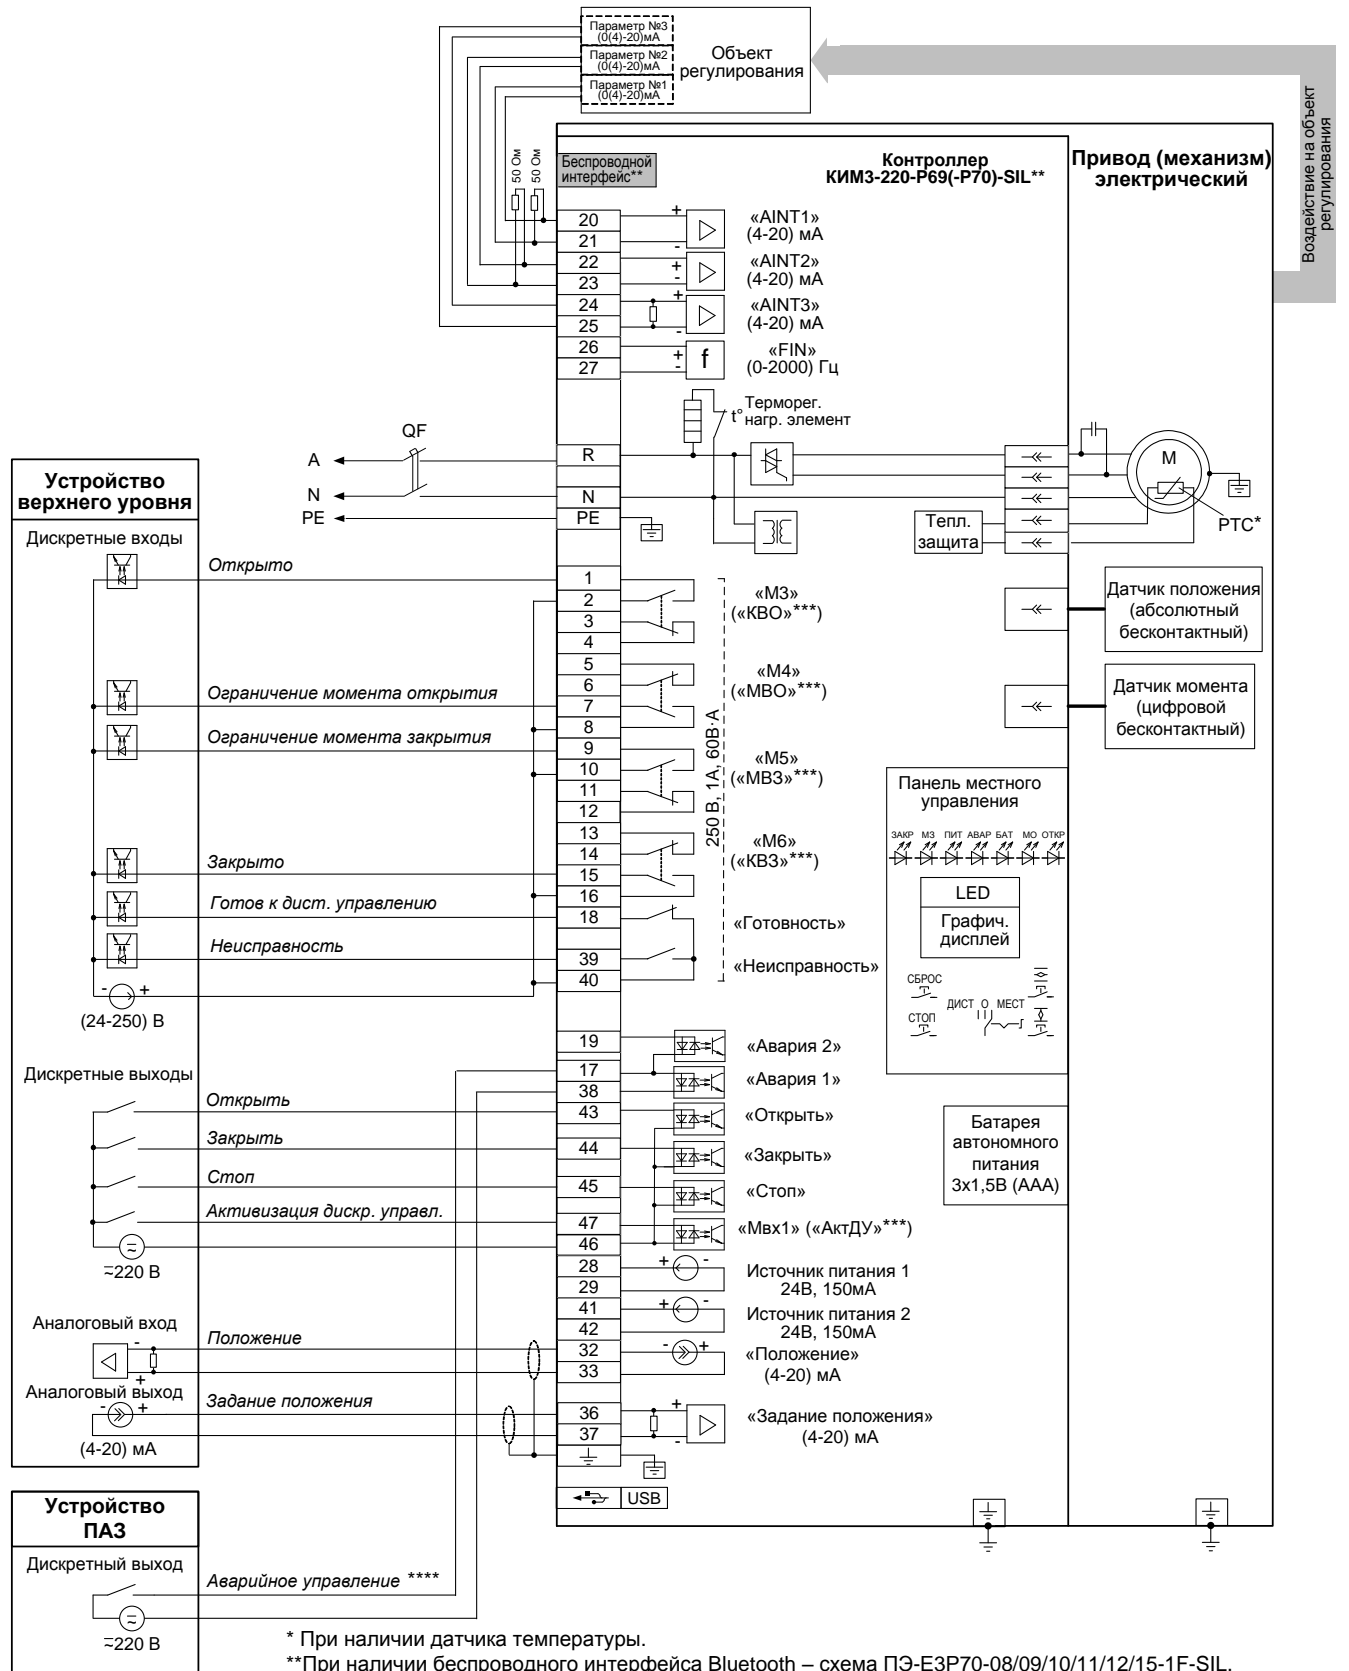 Параметр №3
(0(4)-20)мА
Параметр №2
(0(4)-20)мА
Параметр №1
(0(4)-20)мА
Объект
регулирования
Воздействие на объект
регулирования
50 Ом
50 Ом
Беспроводной
интерфейс**
Контроллер
КИМ3-220-Р69(-Р70)-SIL**
Привод (механизм)
электрический
20
21
22
23
24
25
26
27
+
-
«AINT1»
(4-20) мА
+
-
«AINT2»
(4-20) мА
+
-
«AINT3»
(4-20) мА
+
-
f
«FIN»
(0-2000) Гц
t°
Терморег.
нагр. элемент
QF
A
N
PE
R
N
PE
M
PTC*
Тепл.
защита
Датчик положения
(абсолютный
бесконтактный)
Датчик момента
(цифровой
бесконтактный)
Устройство
верхнего уровня
Дискретные входы
Открыто
Ограничение момента открытия
Ограничение момента закрытия
Закрыто
Готов к дист. управлению
Неисправность
- +
(24-250) В
1
2
3
4
5
6
7
8
9
10
11
12
13
14
15
16
18
39
40
«М3»
(«КВО»***)
«М4»
(«МВО»***)
«М5»
(«МВЗ»***)
«М6»
(«КВЗ»***)
«Готовность»
«Неисправность»
250 В, 1А, 60В·А
Панель местного
управления
ЗАКР МЗ ПИТ АВАР БАТ МО ОТКР
LED
Графич.
дисплей
СБРОС
СТОП
ДИСТ О МЕСТ
Батарея
автономного
питания
3x1,5В (ААА)
Дискретные выходы
Открыть
Закрыть
Стоп
Активизация дискр. управл.
≂220 В
19
17
38
43
44
45
47
46
«Авария 2»
«Авария 1»
«Открыть»
«Закрыть»
«Стоп»
«Мвх1» («АктДУ»***)
28
29
41
42
32
33
36
37
+ -
Источник питания 1
24В, 150мА
+ -
Источник питания 2
24В, 150мА
- +
«Положение»
(4-20) мА
+
-
«Задание положения»
(4-20) мА
Аналоговый вход
-
+
Положение
Аналоговый выход
- +
Задание положения
(4-20) мА
USB
Устройство
ПАЗ
Дискретный выход
Аварийное управление ****
≂220 В
* При наличии датчика температуры.
**При наличии беспроводного интерфейса Bluetooth – схема ПЭ-Е3Р70-08/09/10/11/12/15-1F-SIL.